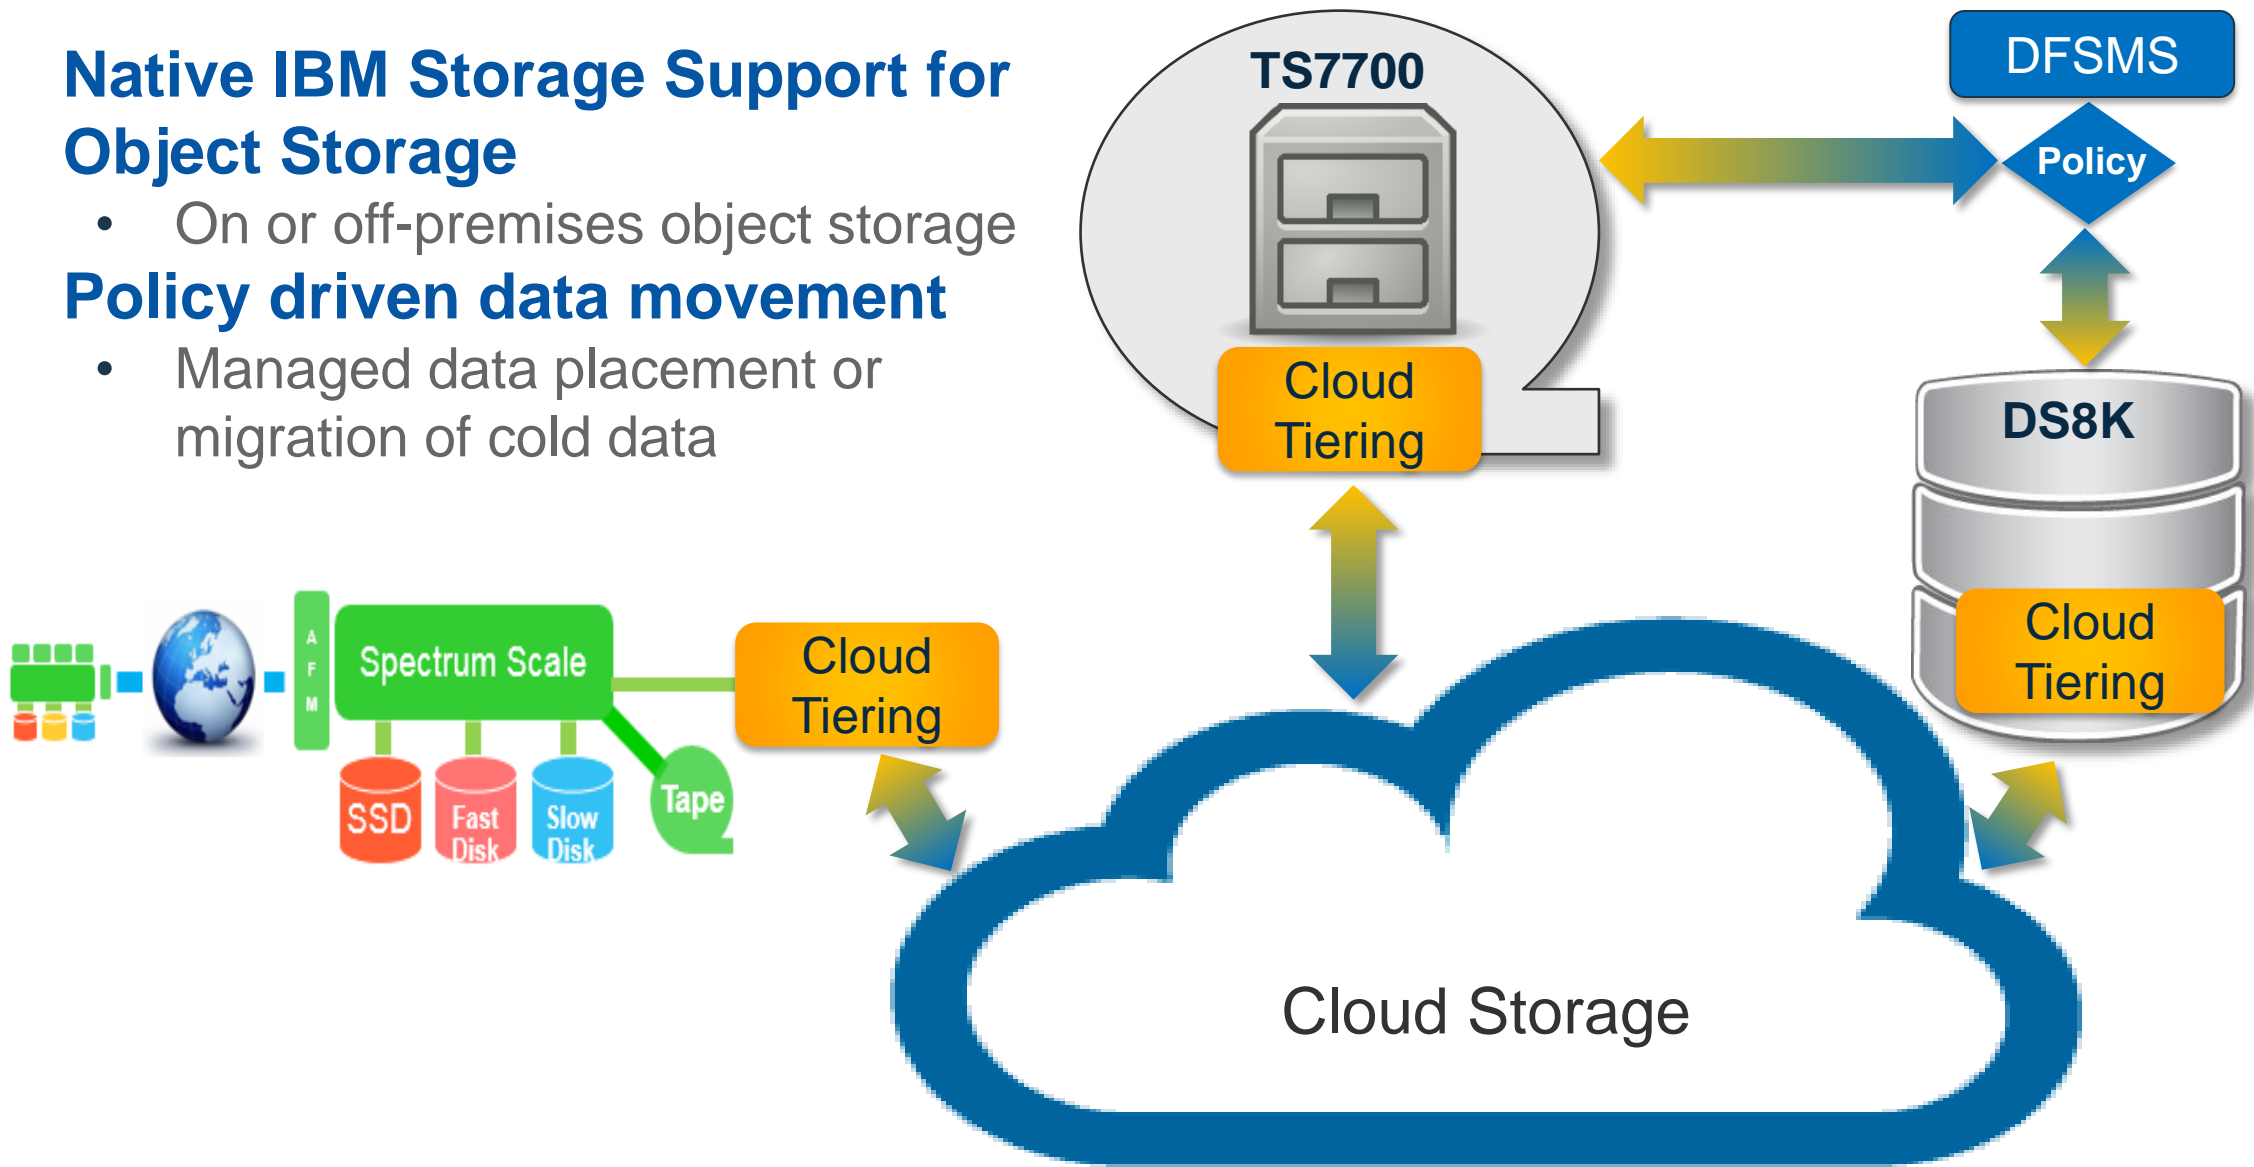 Native IBM Storage Support for
Object Storage
• On or off-premises object storage
Policy driven data movement
• Managed data placement or
migration of cold data
TS7700
Cloud
Tiering
DFSMS
Policy
DS8K
Cloud
Tiering
A
F
M
Spectrum Scale
SSD
Fast
Disk
Slow
Disk
Tape
Cloud
Tiering
Cloud Storage